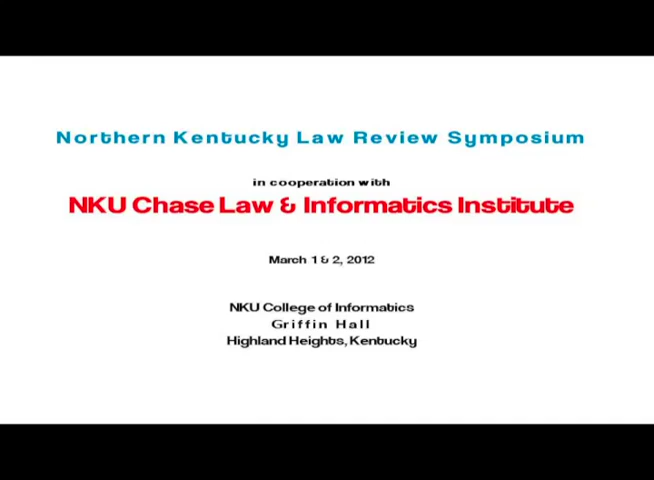 Northern Kentucky Law Review Symposium
in cooperation with
NKU Chase Law & Informatics Institute
March 1 & 2, 2012
NKU College of Informatics
Griffin Hall
Highland Heights, Kentucky